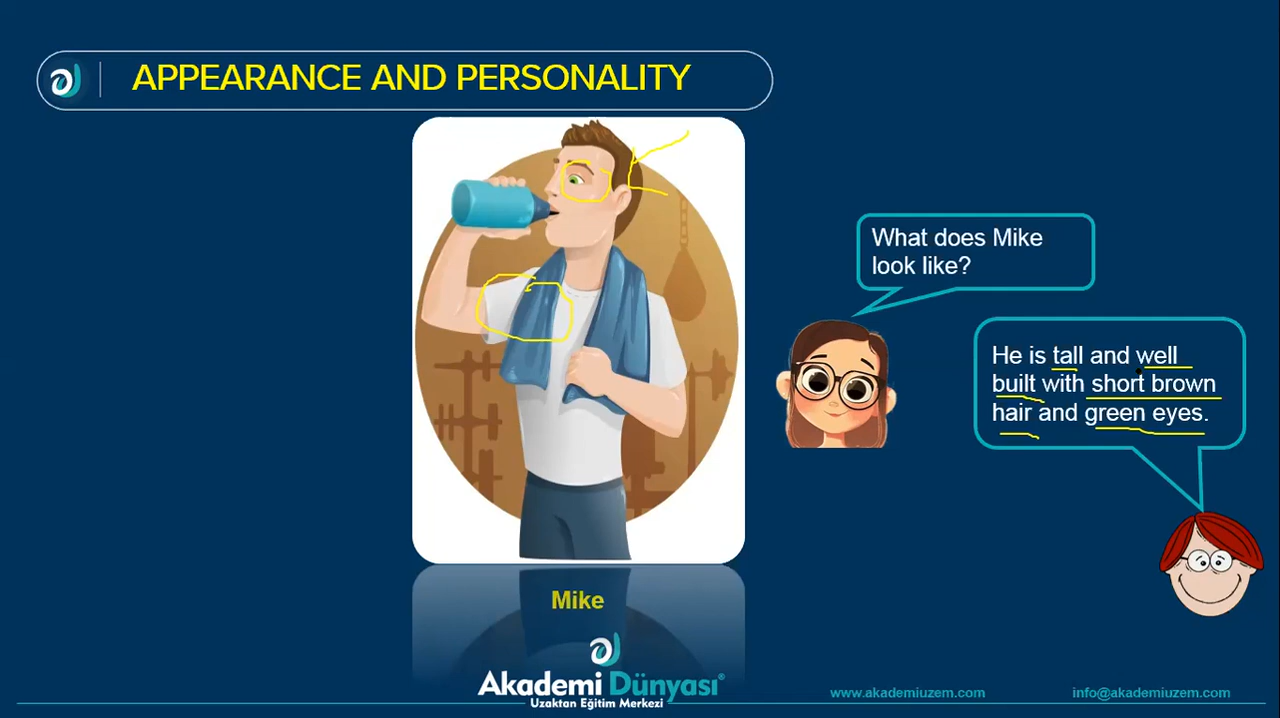 APPEARANCE AND PERSONALITY
What does Mike
look like?
He is tall and well
built with short brown
hair and green eyes.
Mike
Akademi Dünyası®
Uzaktan Eğitim Merkezi
www.akademiuzem.com
info@akademiuzem.com